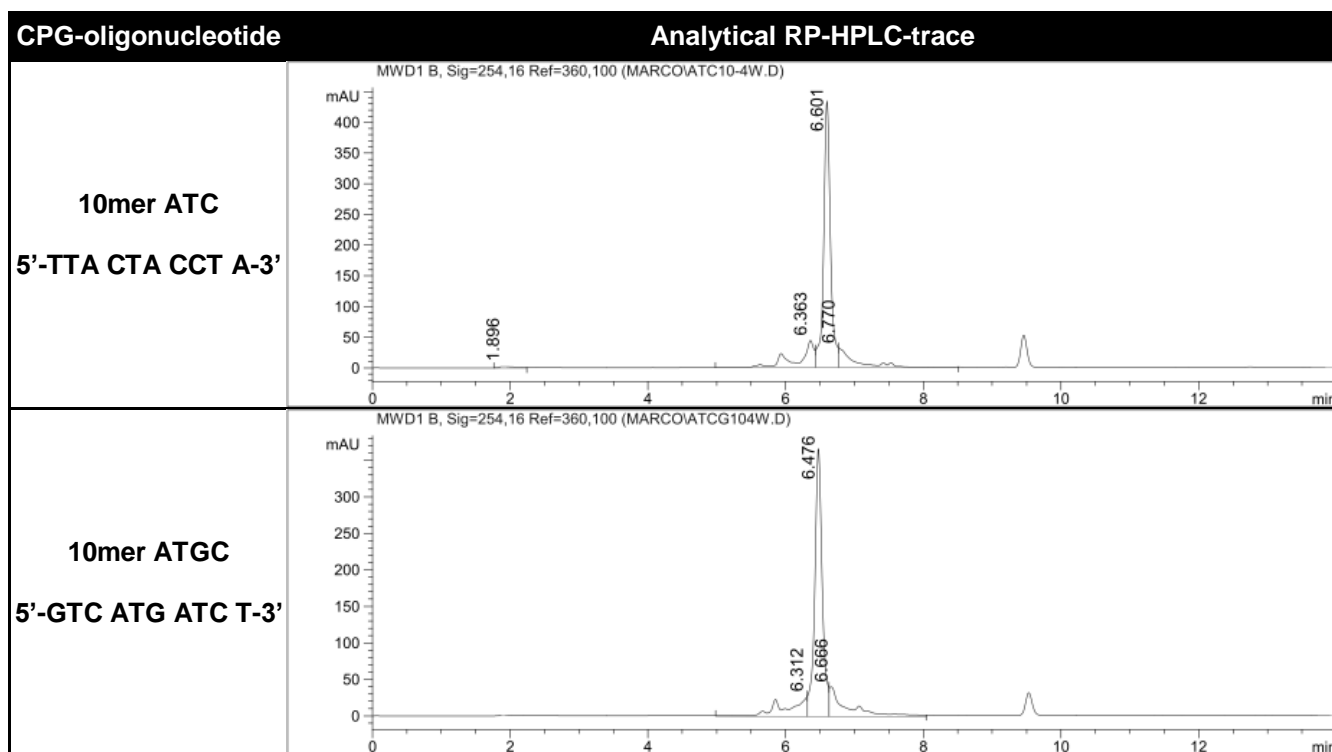 CPG-oligonucleotide Analytical RP-HPLC-trace
10mer ATC
5’-TTA CTA CCT A-3’
MWD1 B, Sig=254,16 Ref=360,100 (MARCO\ATC10-4W.D)
mAU
400
350
300
250
200
150
100
50
0
1.896
6.363
6.601
6.770
0 2 4 6 8 10 12 min
10mer ATGC
5’-GTC ATG ATC T-3’
MWD1 B, Sig=254,16 Ref=360,100 (MARCO\ATCG104W.D)
mAU
300
250
200
150
100
50
0
6.312
6.476
6.666
0 2 4 6 8 10 12 min